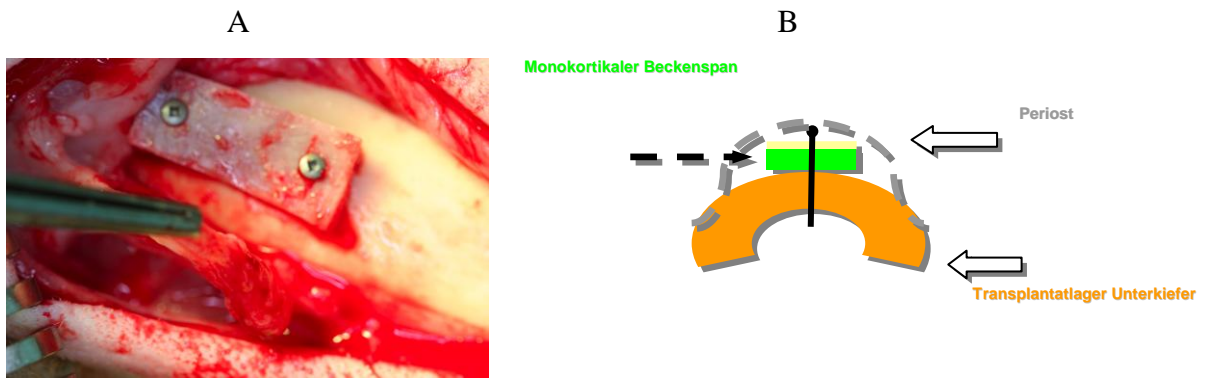 A
B
Monokortikaler Beckenspan
Periost
Transplantatlager Unterkiefer